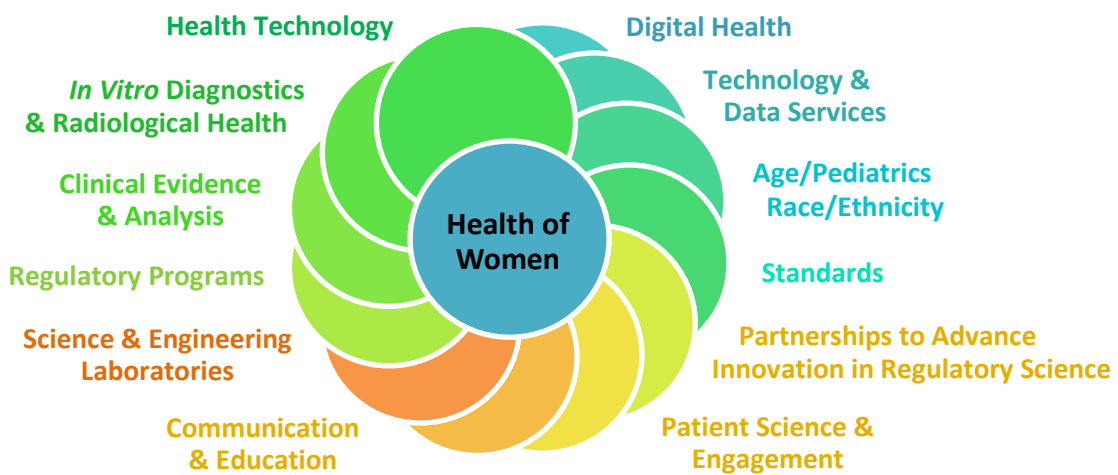 Health Technology
Digital Health
In Vitro Diagnostics
& Radiological Health
Technology &
Data Services
Clinical Evidence
& Analysis
Age/Pediatrics
Race/Ethnicity
Health of
Women
Regulatory Programs
Standards
Science & Engineering
Laboratories
Partnerships to Advance
Innovation in Regulatory Science
Communication
& Education
Patient Science &
Engagement